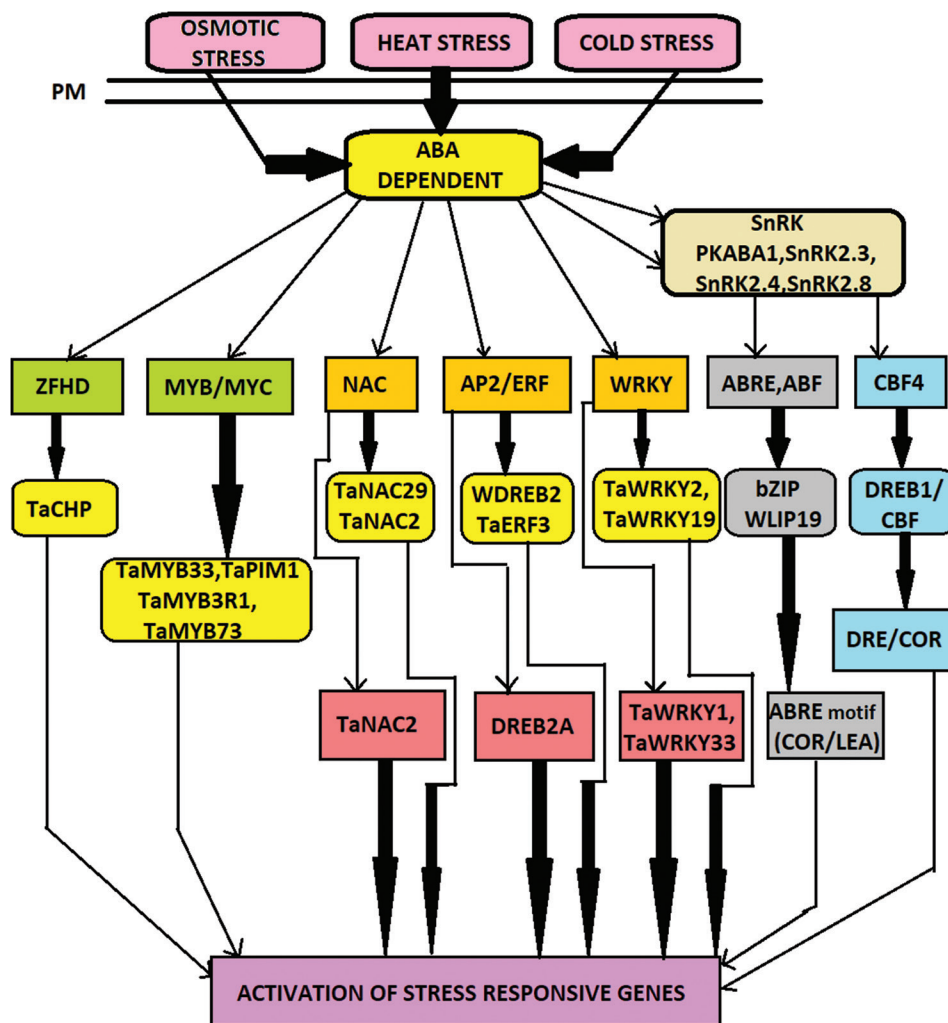 OSMOTIC
STRESS
HEAT STRESS
COLD STRESS
PM
ABA
DEPENDENT
SnRK
PKABA1,SnRK2.3,
SnRK2.4,SnRK2.8
ZFHD
MYB/MYC
NAC
AP2/ERF
WRKY
ABRE,ABF
CBF4
TaCHP
TaMYB33,TaPIM1
TaMYB3R1,
TaMYB73
TaNAC29
TaNAC2
WDREB2
TaERF3
TaWRKY2,
TaWRKY19
bZIP
WLIP19
DREB1/
CBF
DRE/COR
TaNAC2
DREB2A
TaWRKY1,
TaWRKY33
ABRE motif
(COR/LEA)
ACTIVATION OF STRESS RESPONSIVE GENES